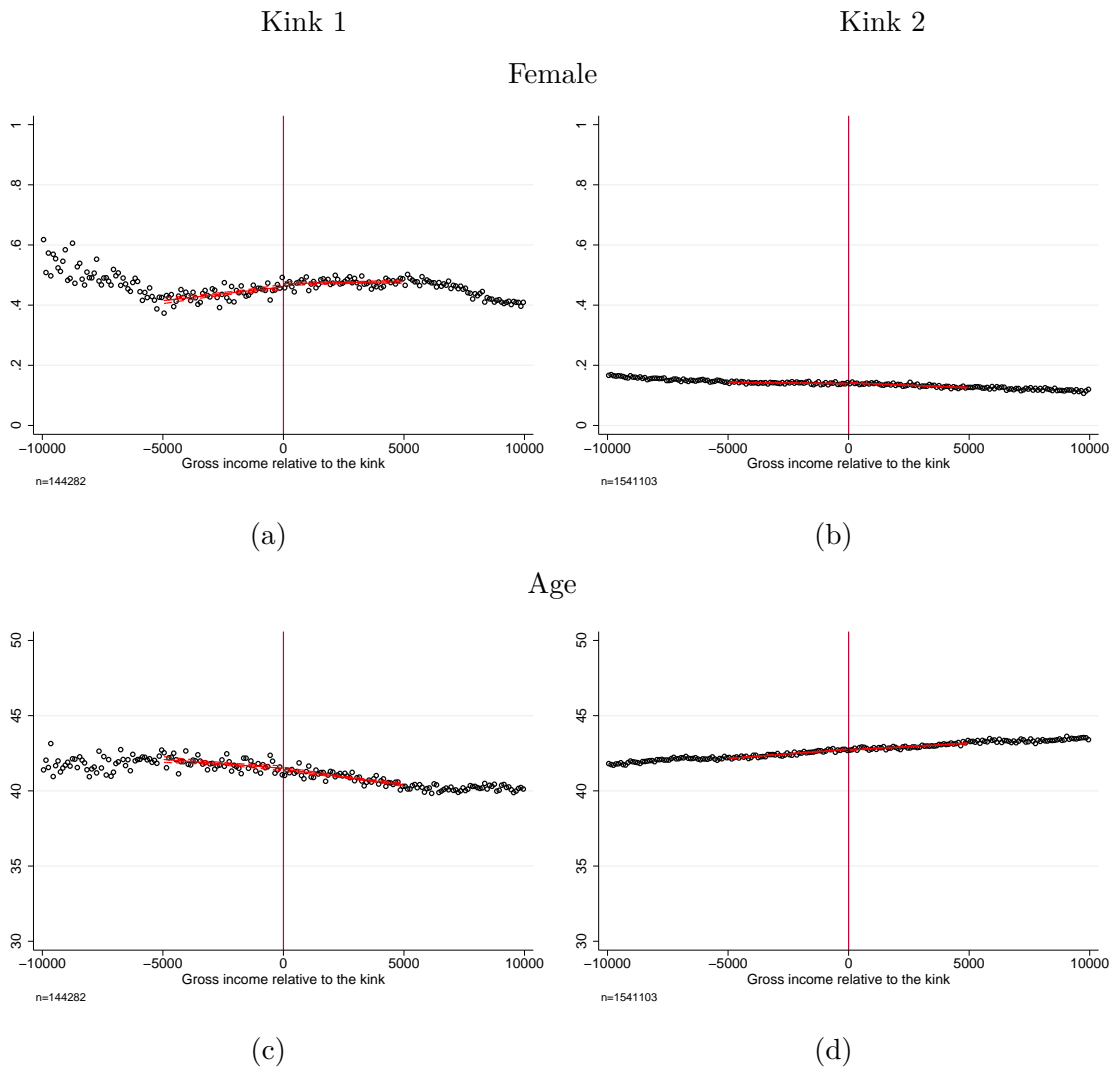 Kink 1 Kink 2
Female
1 1
.8 .8
.6 .6
.4 .4
.2 .2
0 0
−10000 −5000 0 5000 10000 −10000 −5000 0 5000 10000
Gross income relative to the kink Gross income relative to the kink
n=144282 n=1541103
(a) (b)
Age
50 50
45 45
40 40
35 35
30 30
−10000 −5000 0 5000 10000 −10000 −5000 0 5000 10000
Gross income relative to the kink Gross income relative to the kink
n=144282 n=1541103
(c) (d)